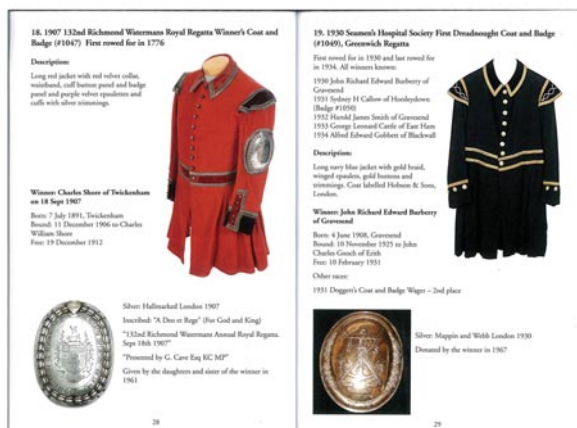 18. 1907 132nd Richmond Watermans Royal Regatta Winner's Coat and
Badge (#1047) First rowed for in 1776
Description:
Long red jacket with red velvet collar,
waistband, cuff button panel and badge
panel and purple velvet epaulettes and
cuffs with silver trimmings.
Winner: Charles Shore of Twickenham
on 18 Sept 1907
Born: 7 July 1891, Twickenham
Bound: 11 December 1906 to Charles
William Shore
Free: 19 December 1912
Silver: Hallmarked London 1907
Inscribed: "A Deo et Rege" (For God and King)
"132nd Richmond Watermans Annual Royal Regatta.
Sept 18th 1907"
"Presented by G. Cave Esq KC MP"
Given by the daughters and sister of the winner in
1961
28
19. 1930 Seamen's Hospital Society First Dreadnought Coat and Badge
(#1049), Greenwich Regatta
First rowed for in 1930 and last rowed for
in 1934. All winners known:
1930 John Richard Edward Burberry of
Gravesend
1931 Sydney H Callow of Horsleydown
(Badge #1050)
1932 Harold James Smith of Gravesend
1933 George Leonard Cattle of East Ham
1934 Alfred Edward Gobbett of Blackwall
Description:
Long navy blue jacket with gold braid,
winged epaulets, gold buttons and
trimmings. Coat labelled Hobson & Sons,
London.
Winner: John Richard Edward Burberry
of Gravesend
Born: 4 June 1908, Gravesend
Bound: 10 November 1925 to John
Charles Gooch of Erith
Free: 10 February 1931
Other races:
1931 Doggett's Coat and Badge Wager – 2nd place
Silver: Mappin and Webb London 1930
Donated by the winner in 1967
29